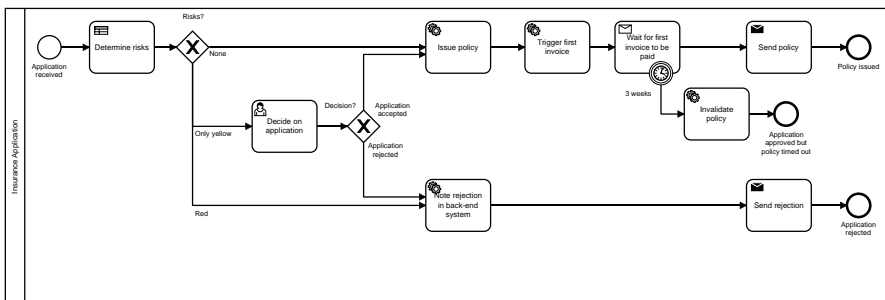 Insurance Application
Application
received
Determine risks
Risks?
None
Only yellow
Red
Decide on
application
Decision?
Application
accepted
Application
rejected
Issue policy
Trigger first
invoice
Wait for first
invoice to be
paid
3 weeks
Send policy
Policy issued
Invalidate
policy
Application
approved but
policy timed out
Note rejection
in back-end
system
Send rejection
Application
rejected